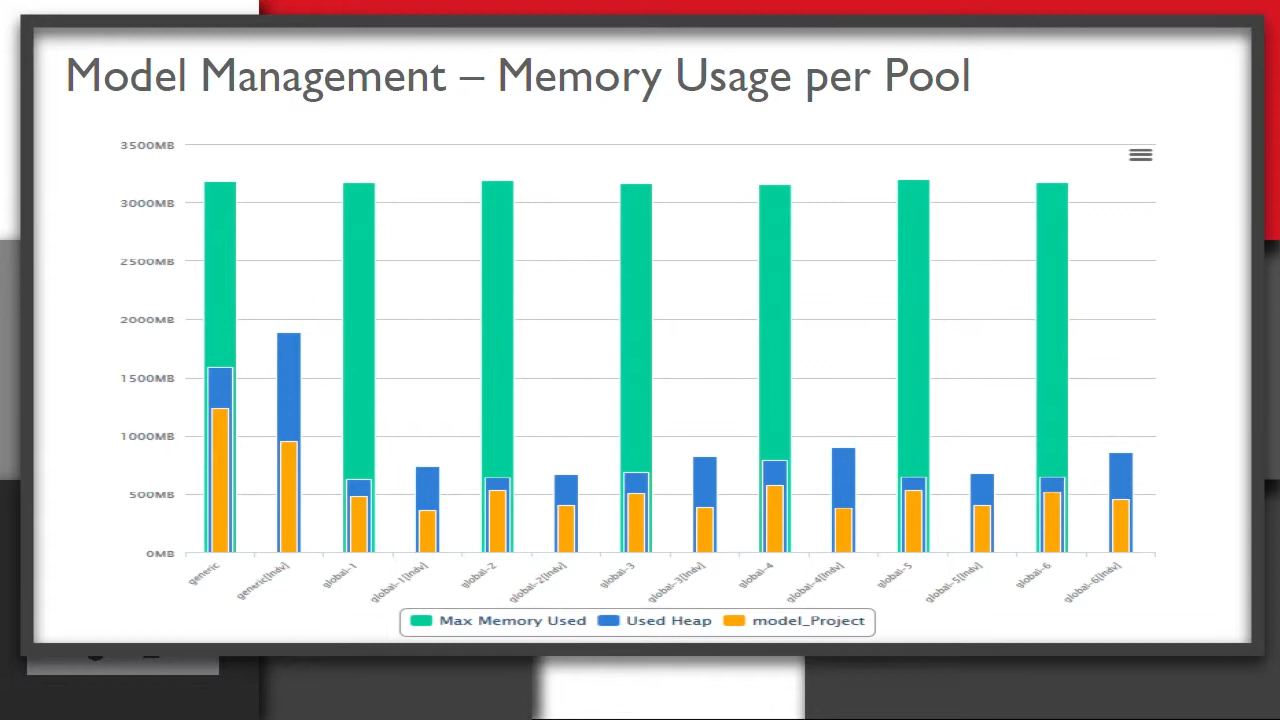 Model Management – Memory Usage per Pool
3500MB
3000MB
2500MB
2000MB
1500MB
1000MB
500MB
0MB
generic
generic[Indv]
global-1
global-1[Indv]
global-2
global-2[Indv]
global-3
global-3[Indv]
global-4
global-4[Indv]
global-5
global-5[Indv]
global-6
global-6[Indv]
Max Memory Used Used Heap model_Project